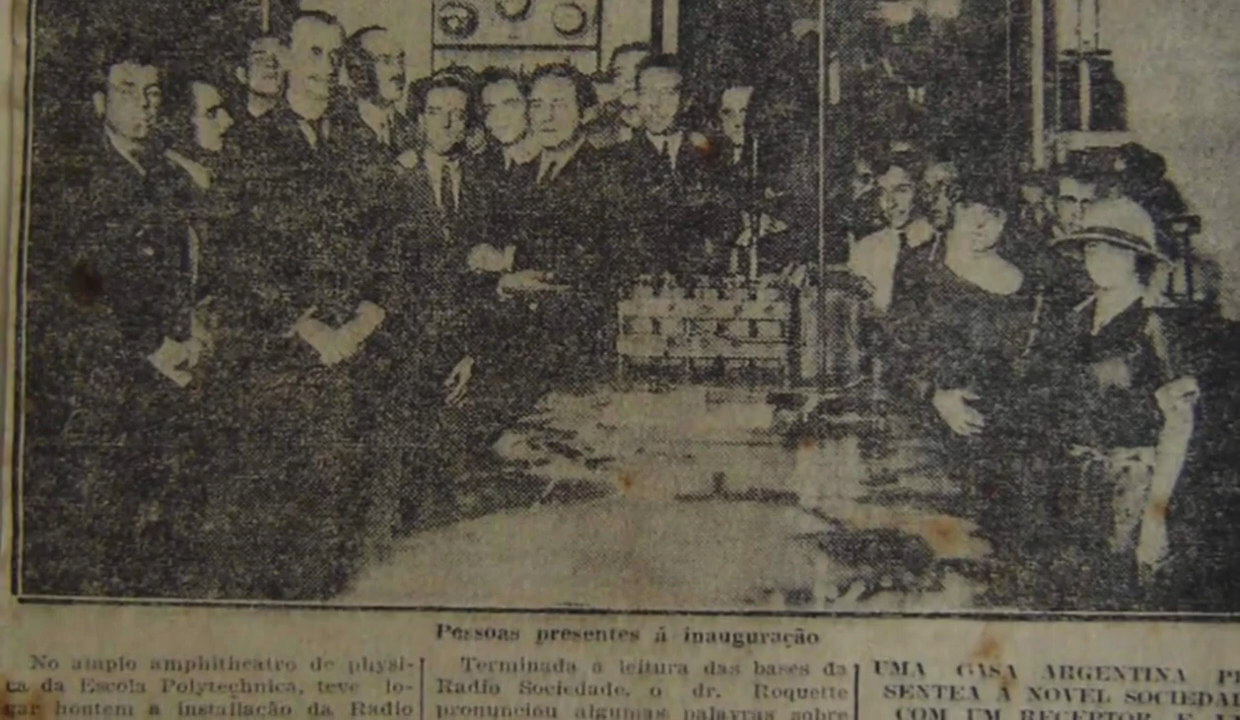 Pessoas presentes á inauguração
No amplo amphitheatro de physi-
ca da Escola Polytechnica, teve lo-
gar hontem a installação da Radio
Terminada a leitura das bases da
Radio Sociedade, o dr. Roquette
pronunciou algumas palavras sobre
UMA CASA ARGENTINA PR
SENTEA A NOVEL SOCIEDAD
COM UM RECEPTOR